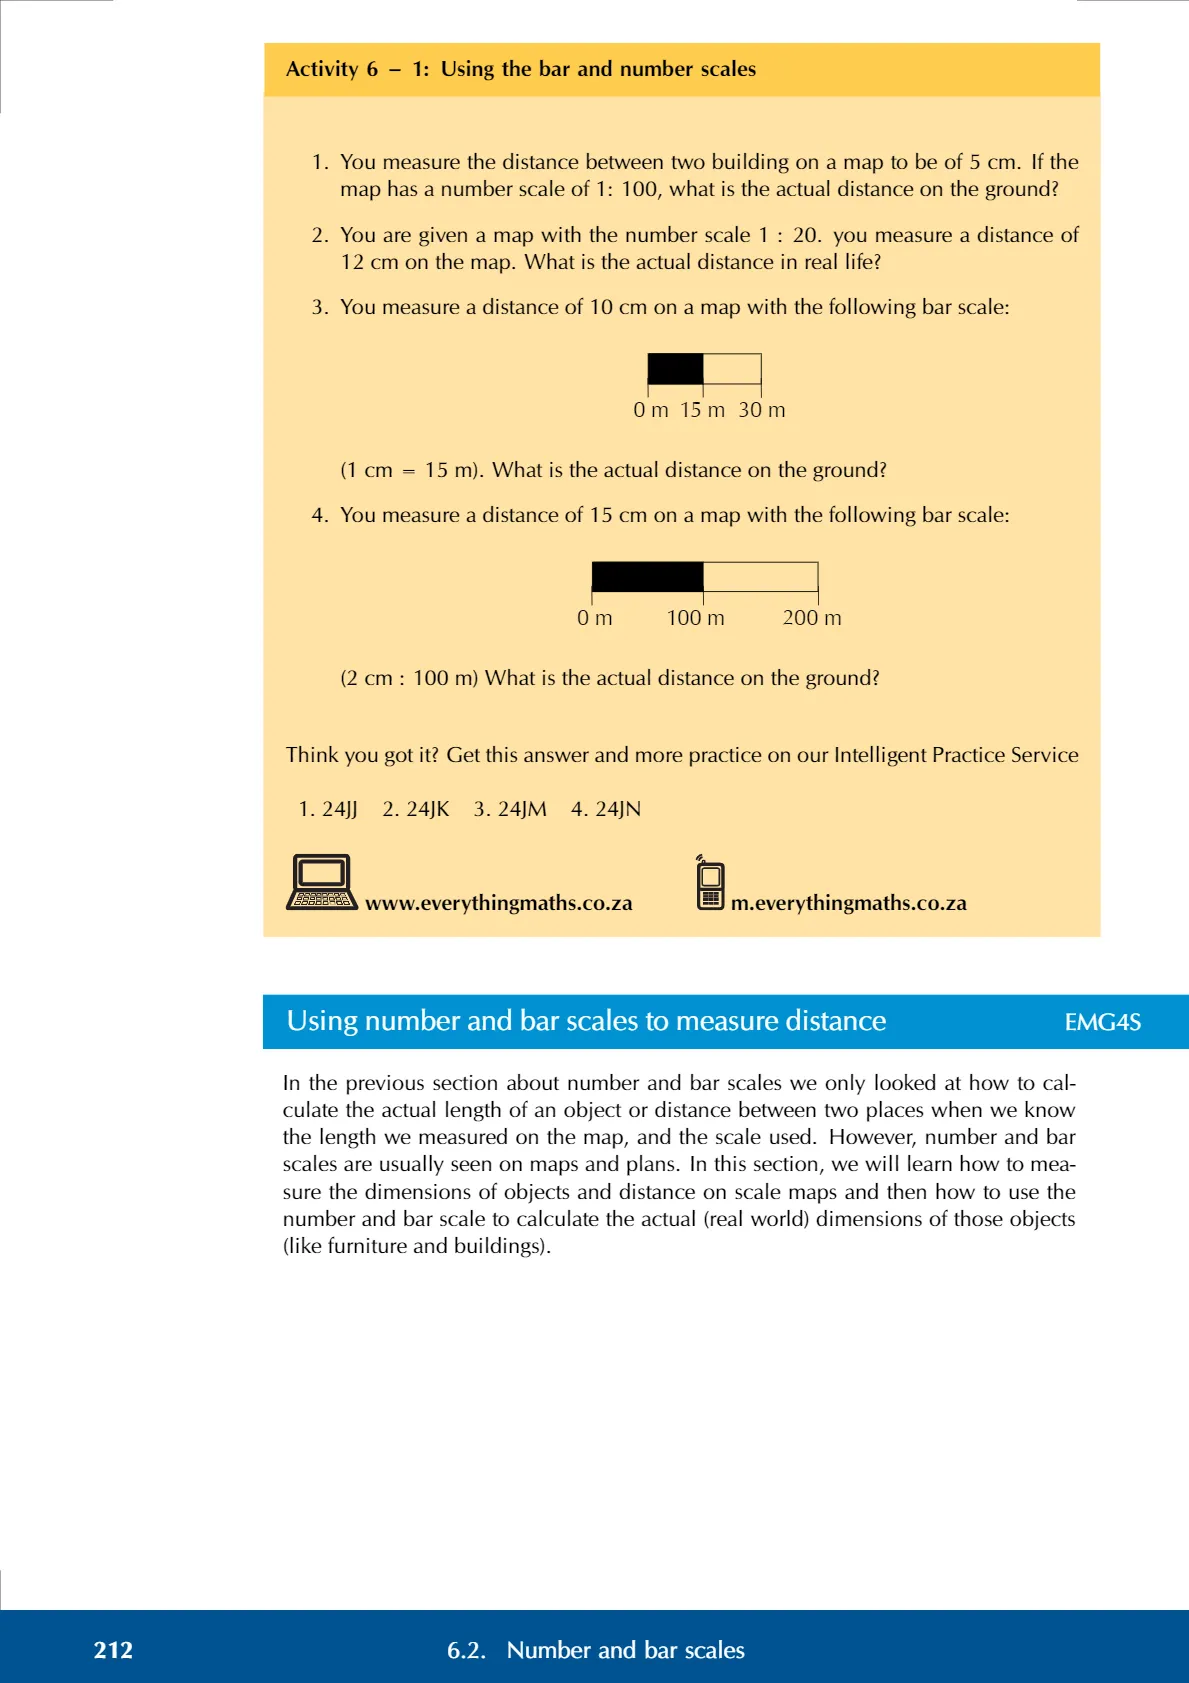 Activity 6 – 1: Using the bar and number scales
1. You measure the distance between two building on a map to be of 5 cm. If the
map has a number scale of 1: 100, what is the actual distance on the ground?
2. You are given a map with the number scale 1 : 20. you measure a distance of
12 cm on the map. What is the actual distance in real life?
3. You measure a distance of 10 cm on a map with the following bar scale:
0 m 15 m 30 m
(1 cm = 15 m). What is the actual distance on the ground?
4. You measure a distance of 15 cm on a map with the following bar scale:
0 m 100 m 200 m
(2 cm : 100 m) What is the actual distance on the ground?
Think you got it? Get this answer and more practice on our Intelligent Practice Service
1. 24JJ 2. 24JK 3. 24JM 4. 24JN
www.everythingmaths.co.za m.everythingmaths.co.za
Using number and bar scales to measure distance EMG4S
In the previous section about number and bar scales we only looked at how to cal-
culate the actual length of an object or distance between two places when we know
the length we measured on the map, and the scale used. However, number and bar
scales are usually seen on maps and plans. In this section, we will learn how to mea-
sure the dimensions of objects and distance on scale maps and then how to use the
number and bar scale to calculate the actual (real world) dimensions of those objects
(like furniture and buildings).
212 6.2. Number and bar scales